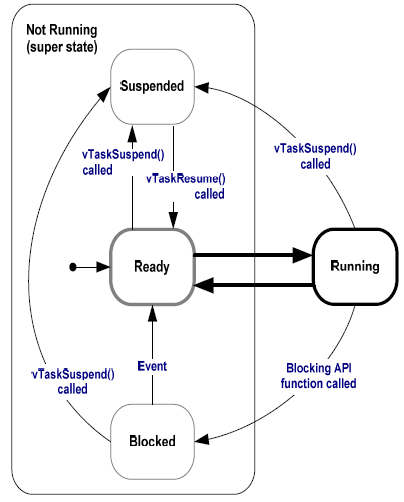 Not Running
(super state)
Suspended
vTaskSuspend()
called
vTaskResume()
called
vTaskSuspend()
called
Ready
Running
vTaskSuspend()
called
Event
Blocking API
function called
Blocked